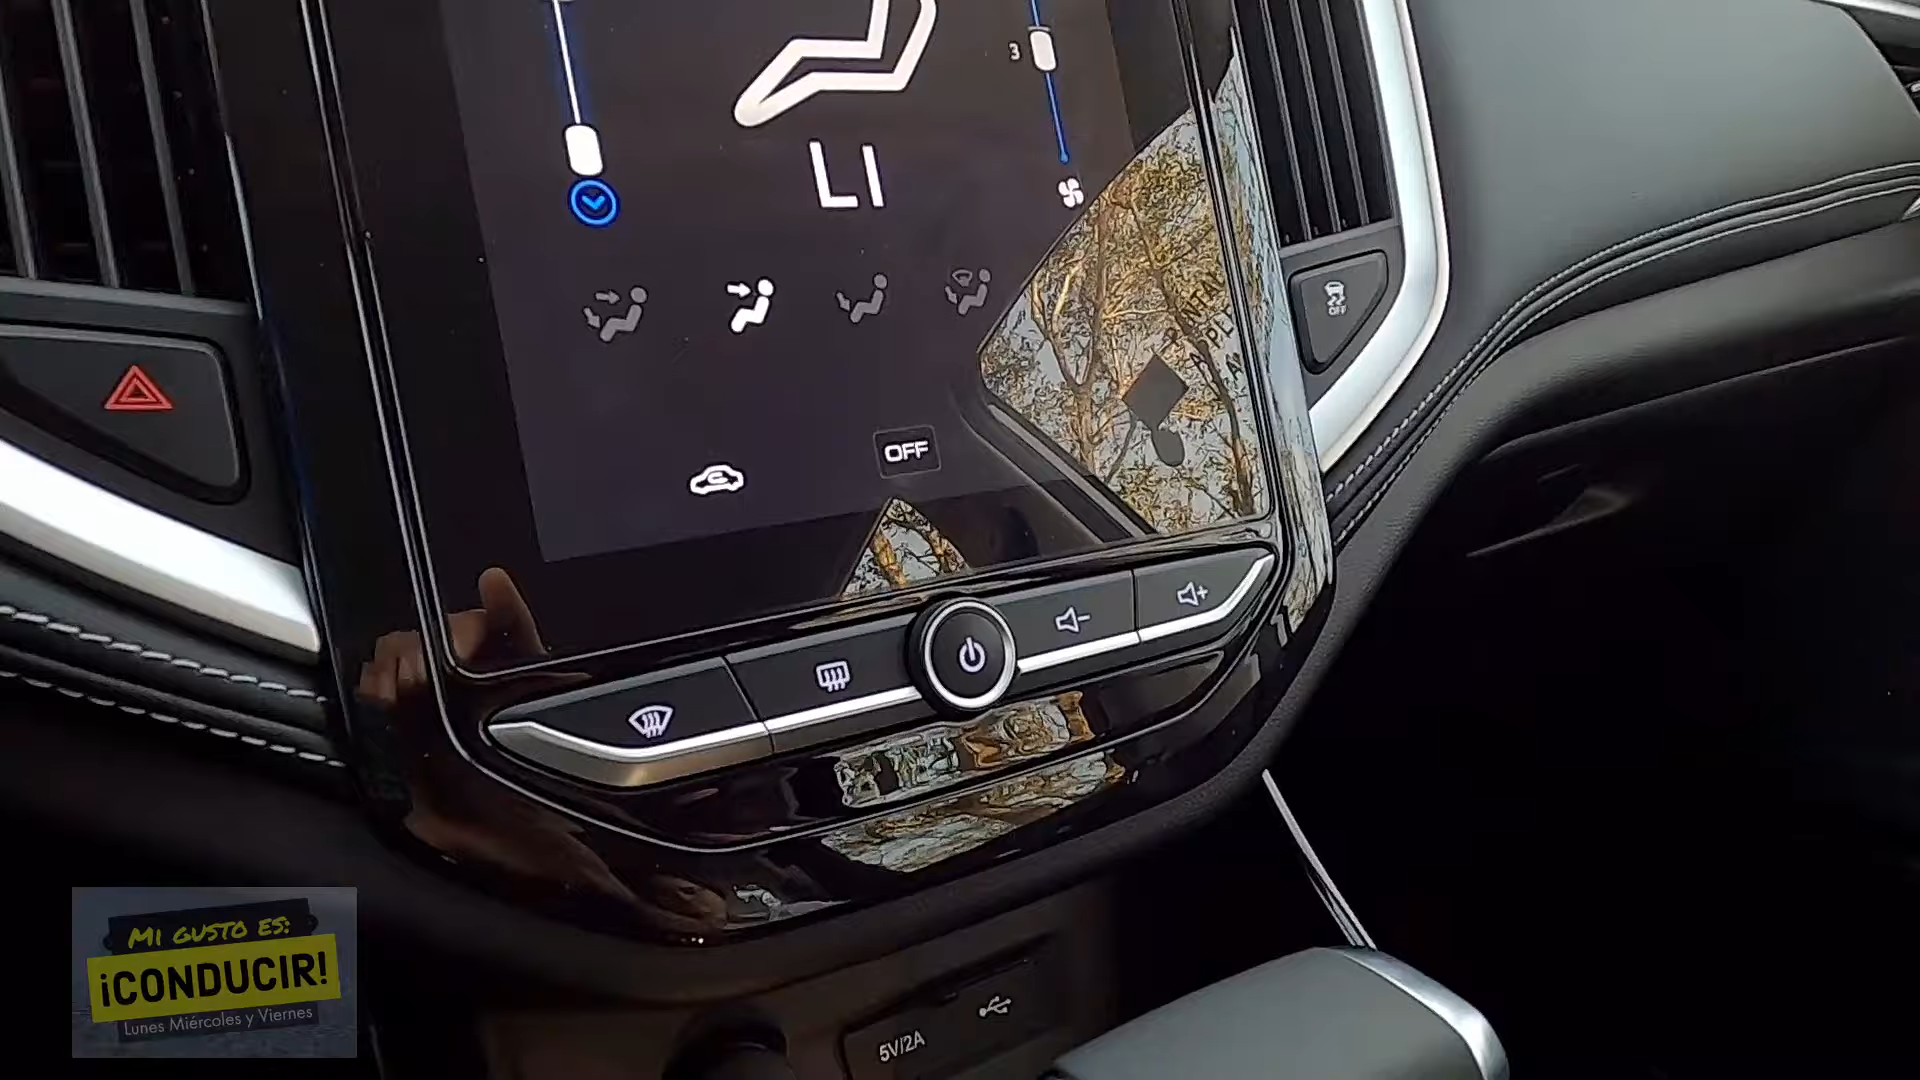 3
LI
OFF
OFF
5V/2A
MI GUSTO ES:
¡CONDUCIR!
Lunes Miércoles y Viernes